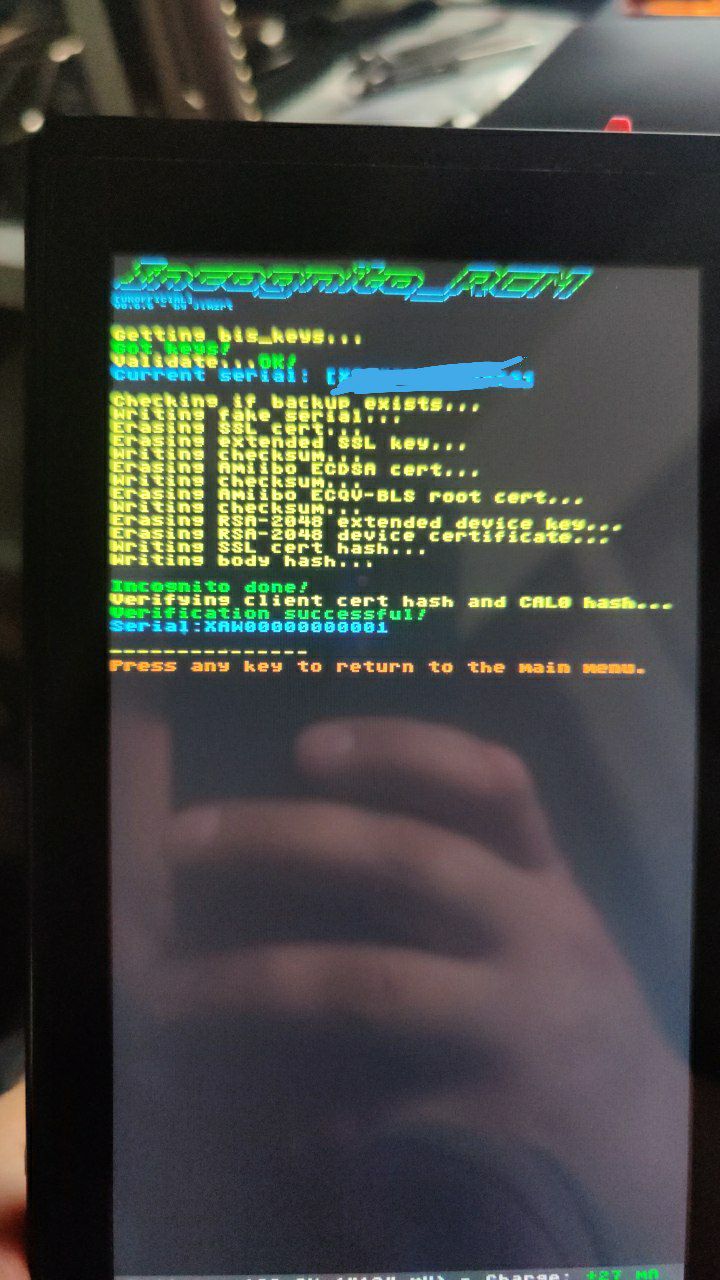 Incognito_RCM
[UNOFFICIAL]
Getting bis_keys...
Got keys!
Validate...OK!
Current serial: [X
Checking if backup exists...
Writing fake serial...
Erasing SSL cert...
Erasing extended SSL key...
Writing checksum...
Erasing Amiibo ECDSA cert...
Writing checksum...
Erasing Amiibo ECQV-BLS root cert...
Writing checksum...
Erasing RSA-2048 extended device key...
Erasing RSA-2048 device certificate...
Writing SSL cert hash...
Writing body hash...
Incognito done!
Verifying client cert hash and CAL0 hash...
Verification successful!
Serial:XAW00000000001
---------------
Press any key to return to the main menu.
Charge: +27 mA